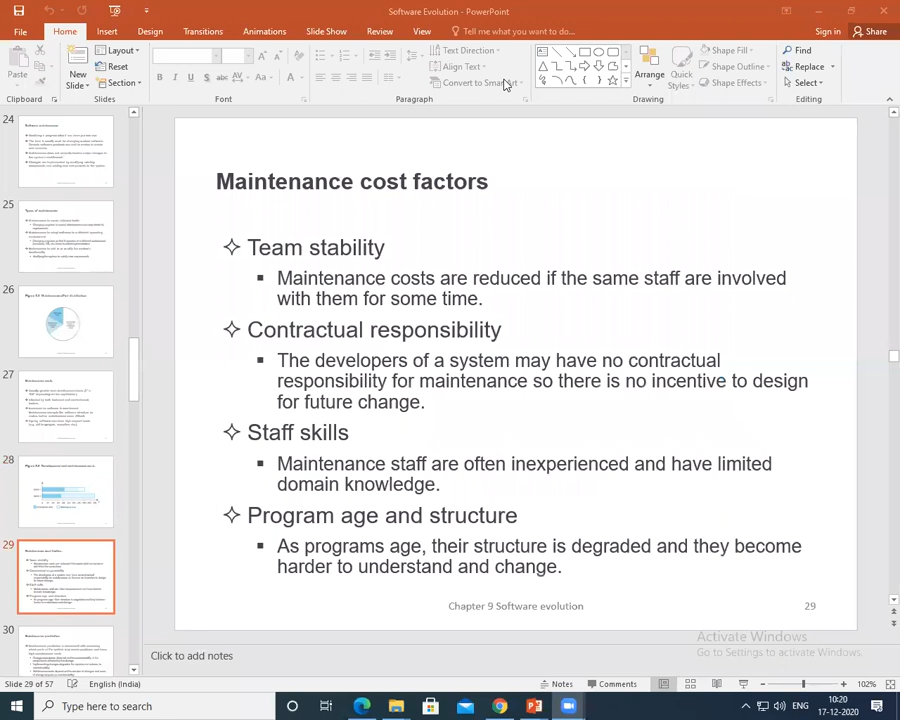 Software Evolution - PowerPoint
File
Home
Insert
Design
Transitions
Animations
Slide Show
Review
View
Tell me what you want to do...
Sign in
Share
Paste
New
Slide
Layout
Reset
Section
Text Direction
Align Text
Convert to SmartArt
Arrange
Quick
Styles
Shape Fill
Shape Outline
Shape Effects
Find
Replace
Select
Clipboard
Slides
Font
Paragraph
Drawing
Editing
24
25
26
27
28
29
30
Maintenance cost factors
Team stability
Maintenance costs are reduced if the same staff are involved
with them for some time.
Contractual responsibility
The developers of a system may have no contractual
responsibility for maintenance so there is no incentive to design
for future change.
Staff skills
Maintenance staff are often inexperienced and have limited
domain knowledge.
Program age and structure
As programs age, their structure is degraded and they become
harder to understand and change.
Chapter 9 Software evolution
29
Activate Windows
Go to Settings to activate Windows.
Click to add notes
Slide 29 of 57
English (India)
Notes
Comments
102%
Type here to search
ENG
10:20
17-12-2020